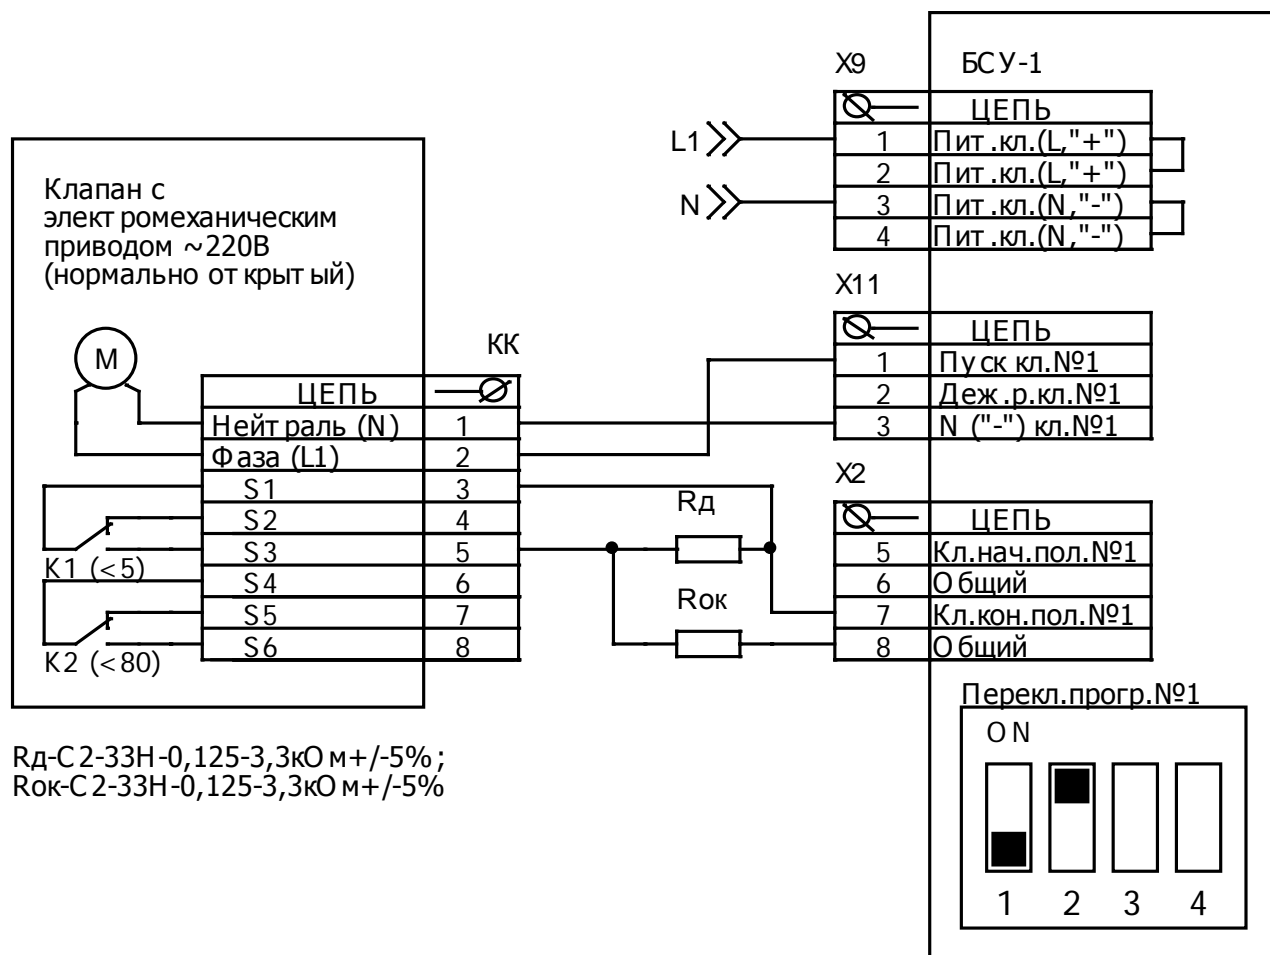 X9
БСУ-1
ЦЕПЬ
L1
1 Пит.кл.(L,"+")
2 Пит.кл.(L,"+")
N
3 Пит.кл.(N,"-")
4 Пит.кл.(N,"-")
Клапан с
электромеханическим
приводом ~220В
(нормально открытый)
M
КК
ЦЕПЬ
Нейтраль (N) 1
Фаза (L1) 2
S1 3
S2 4
S3 5
S4 6
S5 7
S6 8
K1 (<5)
K2 (<80)
X11
ЦЕПЬ
1 Пуск кл.№1
2 Деж.р.кл.№1
3 N ("-") кл.№1
Rд
Rок
X2
ЦЕПЬ
5 Кл.нач.пол.№1
6 Общий
7 Кл.кон.пол.№1
8 Общий
Перекл.прогр.№1
ON
1 2 3 4
Rд-С2-33Н-0,125-3,3кОм+/-5%;
Rок-С2-33Н-0,125-3,3кОм+/-5%